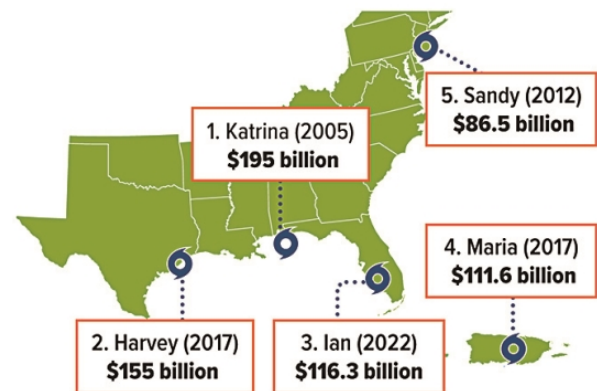 1. Katrina (2005)
$195 billion
2. Harvey (2017)
$155 billion
3. Ian (2022)
$116.3 billion
4. Maria (2017)
$111.6 billion
5. Sandy (2012)
$86.5 billion